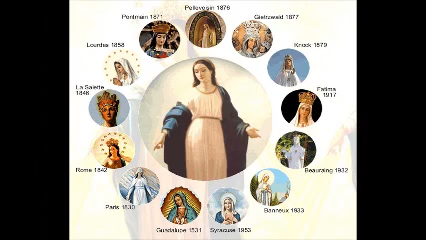 Pellevoisin 1876
Pontmain 1871
Gietrzwald 1877
Lourdes 1858
Knock 1879
La Salette
1846
Fatima
1917
Rome 1842
Beauraing 1932
Paris 1830
Banneux 1933
Guadalupe 1531
Syracuse 1953